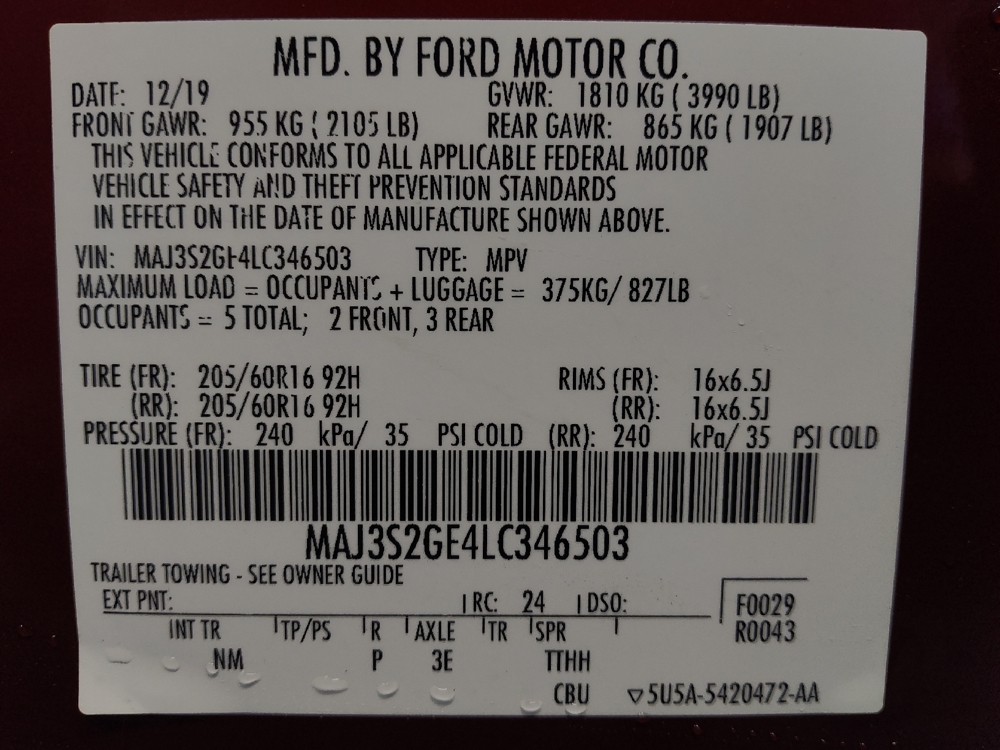 MFD. BY FORD MOTOR CO.
DATE: 12/19 GVWR: 1810 KG ( 3990 LB)
FRONT GAWR: 955 KG ( 2105 LB) REAR GAWR: 865 KG ( 1907 LB)
THIS VEHICLE CONFORMS TO ALL APPLICABLE FEDERAL MOTOR
VEHICLE SAFETY AND THEFT PREVENTION STANDARDS
IN EFFECT ON THE DATE OF MANUFACTURE SHOWN ABOVE.
VIN: MAJ3S2GE4LC346503 TYPE: MPV
MAXIMUM LOAD = OCCUPANTS + LUGGAGE = 375KG/ 827LB
OCCUPANTS = 5 TOTAL; 2 FRONT, 3 REAR
TIRE (FR): 205/60R16 92H RIMS (FR): 16x6.5J
(RR): 205/60R16 92H (RR): 16x6.5J
PRESSURE (FR): 240 kPa/ 35 PSI COLD (RR): 240 kPa/ 35 PSI COLD
MAJ3S2GE4LC346503
TRAILER TOWING - SEE OWNER GUIDE
EXT PNT: RC: 24 DSO: F0029
INT TR TP/PS R AXLE TR SPR R0043
NM P 3E TTHH
CBU ▽5U5A-5420472-AA